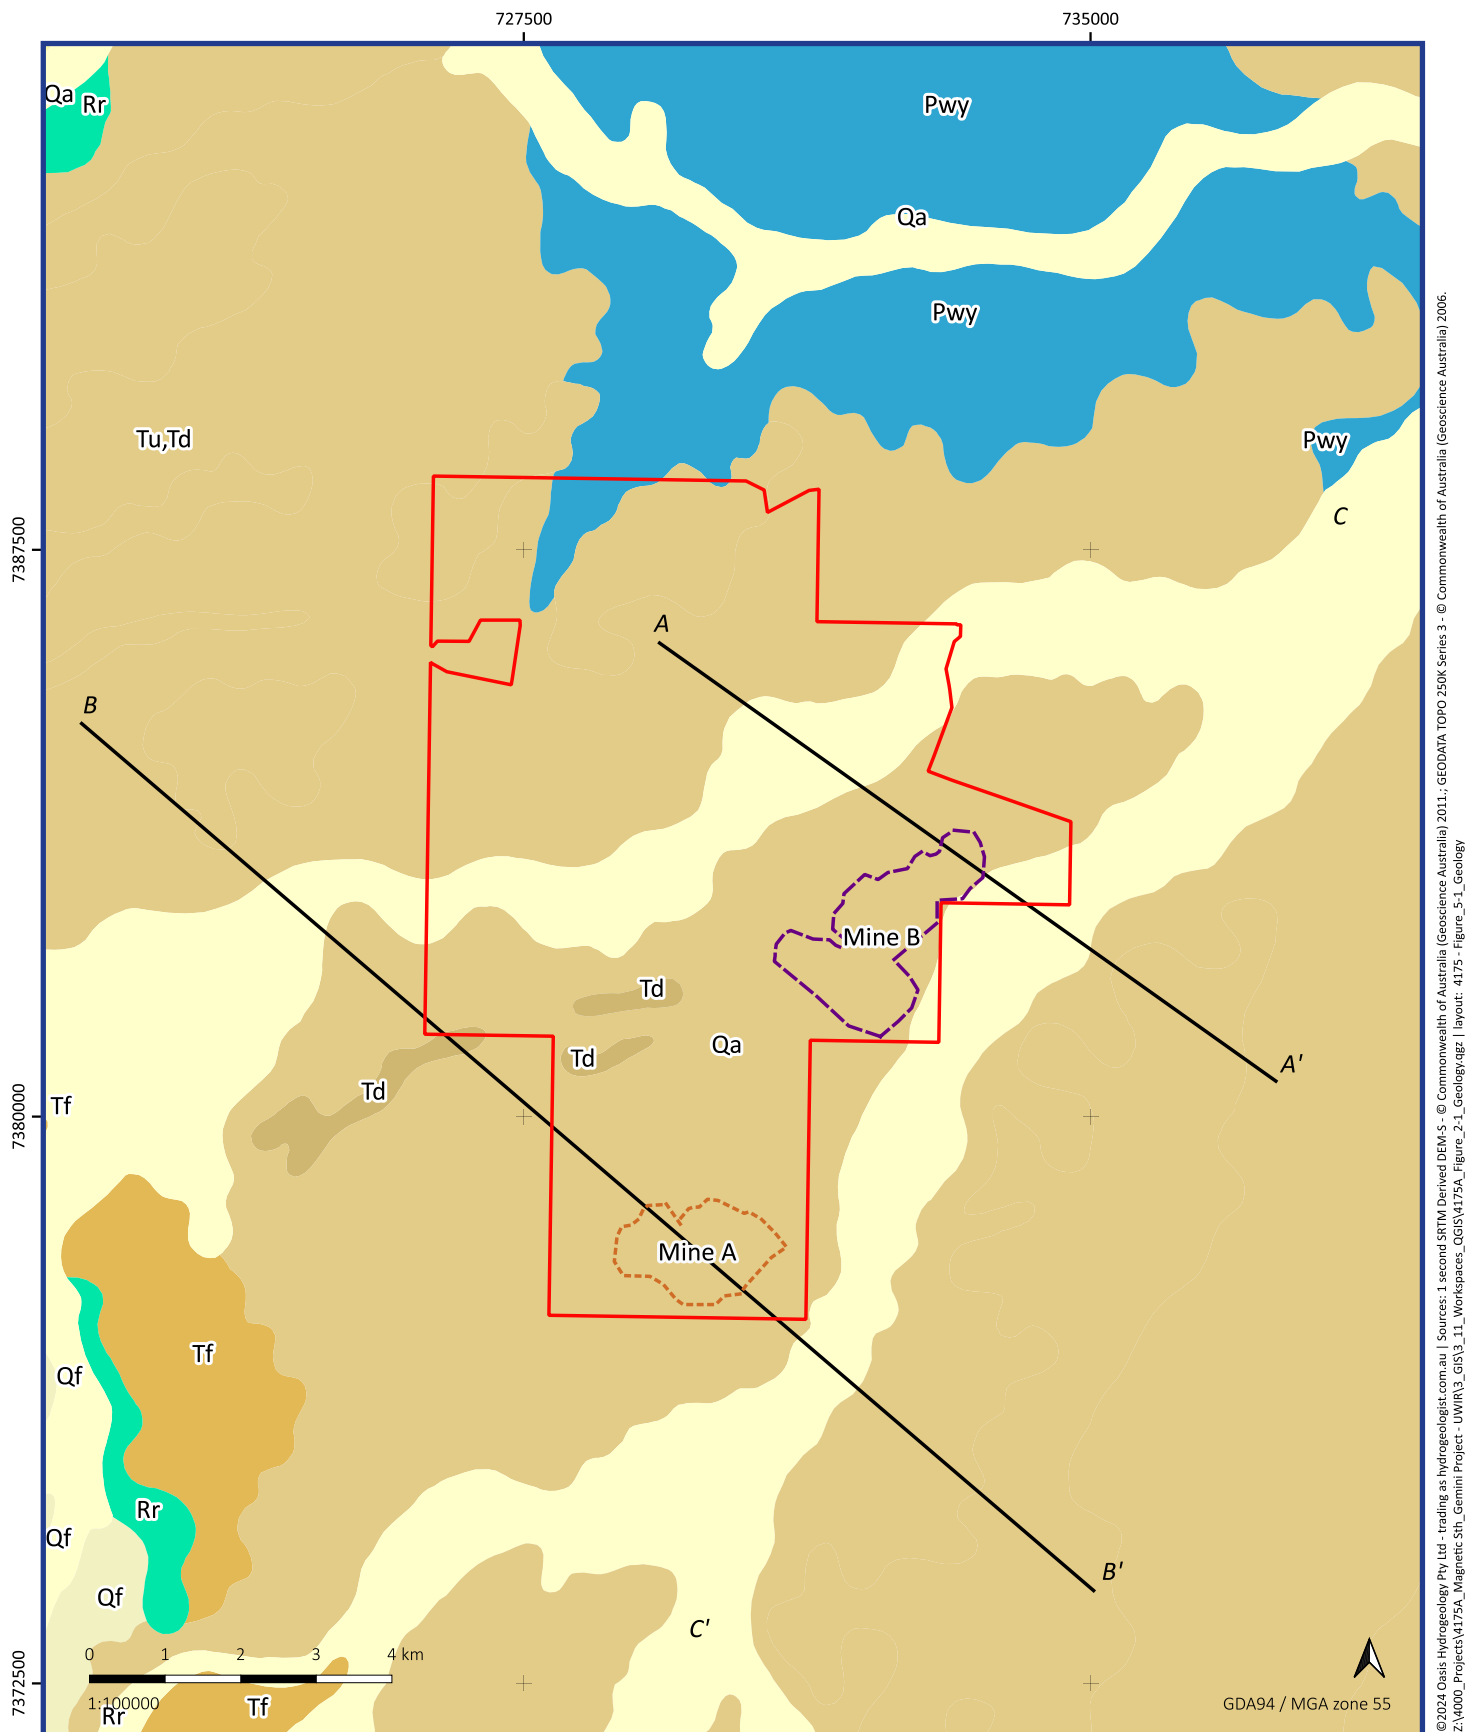 727500
735000
Qa
Rr
Pwy
Qa
Pwy
Tu,Td
Pwy
C
7387500
A
B
Mine B
Td
Qa
Td
A'
Td
Tf
7380000
Mine A
Tf
Qf
Rr
Qf
B'
Qf
C'
0 1 2 3 4 km
7372500
1:100000
Tf
Rr
GDA94 / MGA zone 55
©2024 Oasis Hydrogeology Pty Ltd - trading as hydrogeologist.com.au | Sources: 1 second SRTM Derived DEM-S - © Commonwealth of Australia (Geoscience Australia) 2011.; GEODATA TOPO 250K Series 3 - © Commonwealth of Australia (Geoscience Australia) 2006.
Z:\4000_Projects\4175A_Magnetic Sth_Gemini Project - UWIR\3_GIS\3_11_Workspaces_QGIS\4175A_Figure_2-1_Geology.qgz | layout: 4175 - Figure_5-1_Geology